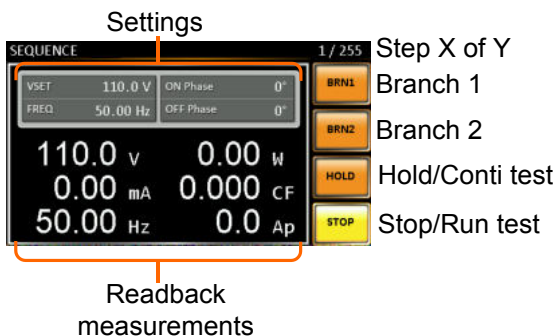 Settings
SEQUENCE 1 / 255 Step X of Y
VSET 110.0 V ON Phase 0° BRN1 Branch 1
FREQ 50.00 Hz OFF Phase 0°
BRN2 Branch 2
110.0 V 0.00 W
0.00 mA 0.000 CF HOLD Hold/Conti test
50.00 Hz 0.0 Ap STOP Stop/Run test
Readback
measurements